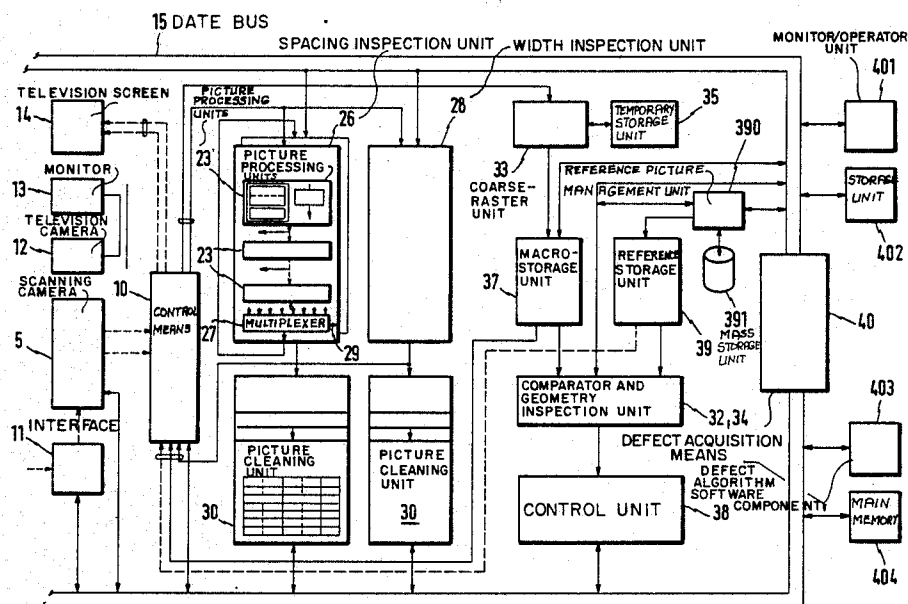 15 DATE BUS
SPACING INSPECTION UNIT
WIDTH INSPECTION UNIT
MONITOR/OPERATOR
UNIT
401
TELEVISION SCREEN
14
PICTURE
PROCESSING
UNITS
23'
26
28
TEMPORARY
STORAGE
UNIT
35
33
COARSE-
RASTER
UNIT
REFERENCE PICTURE
MANAGEMENT UNIT
390
STORAGE
UNIT
402
MONITOR
13
TELEVISION
CAMERA
12
SCANNING
CAMERA
5
PICTURE
PROCESSING
UNITS
23
10
CONTROL
MEANS
27
MULTIPLEXER
29
MACRO-
STORAGE
UNIT
37
REFERENCE
STORAGE
UNIT
39
391
MASS
STORAGE
UNIT
40
INTERFACE
11
COMPARATOR AND
GEOMETRY
INSPECTION UNIT
32,34
DEFECT ACQUISITION
MEANS
403
DEFECT
ALGORITHM
SOFTWARE
COMPONENT
PICTURE
CLEANING
UNIT
30
PICTURE
CLEANING
UNIT
30
CONTROL UNIT
38
MAIN
MEMORY
404